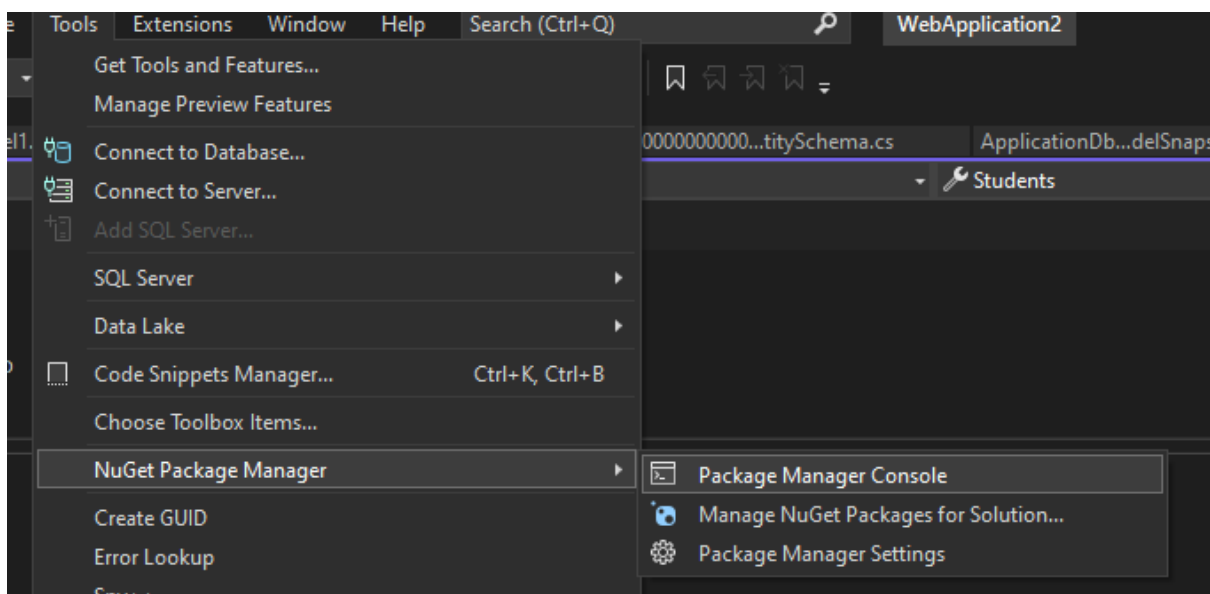 Tools Extensions Window Help Search (Ctrl+Q) WebApplication2
Get Tools and Features...
Manage Preview Features
el1. Connect to Database... 0000000000...titySchema.cs ApplicationDb...delSnaps
Connect to Server... Students
Add SQL Server...
SQL Server
Data Lake
Code Snippets Manager... Ctrl+K, Ctrl+B
Choose Toolbox Items...
NuGet Package Manager Package Manager Console
Manage NuGet Packages for Solution...
Create GUID
Package Manager Settings
Error Lookup